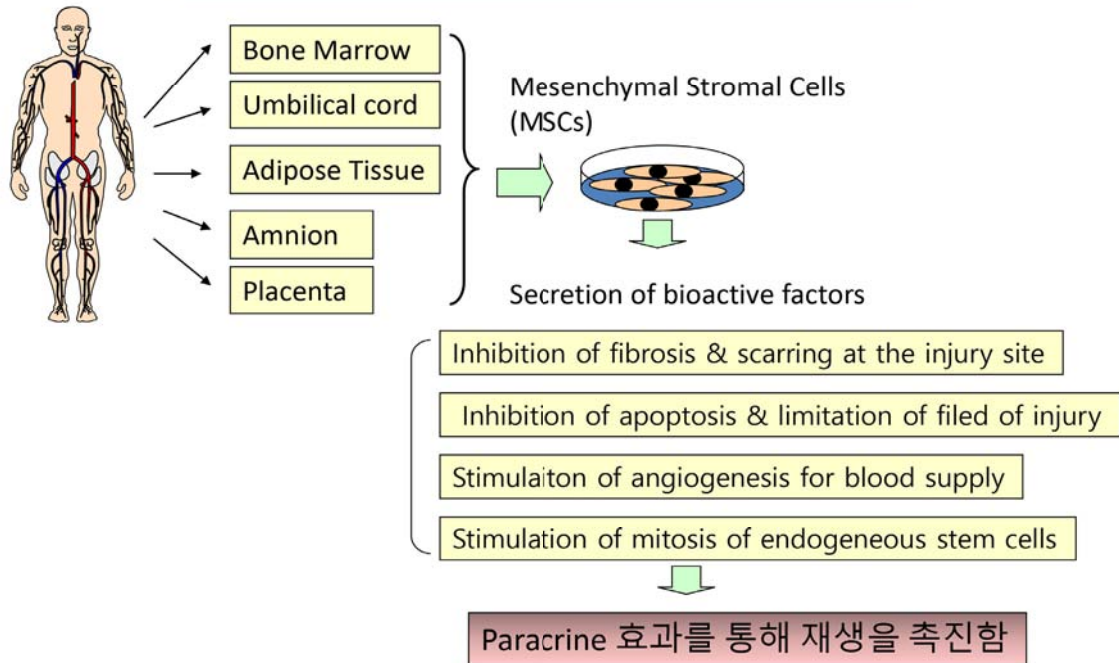 Bone Marrow
Umbilical cord
Adipose Tissue
Amnion
Placenta
Mesenchymal Stromal Cells
(MSCs)
Secretion of bioactive factors
Inhibition of fibrosis & scarring at the injury site
Inhibition of apoptosis & limitation of filed of injury
Stimulaiton of angiogenesis for blood supply
Stimulation of mitosis of endogeneous stem cells
Paracrine 효과를 통해 재생을 촉진함